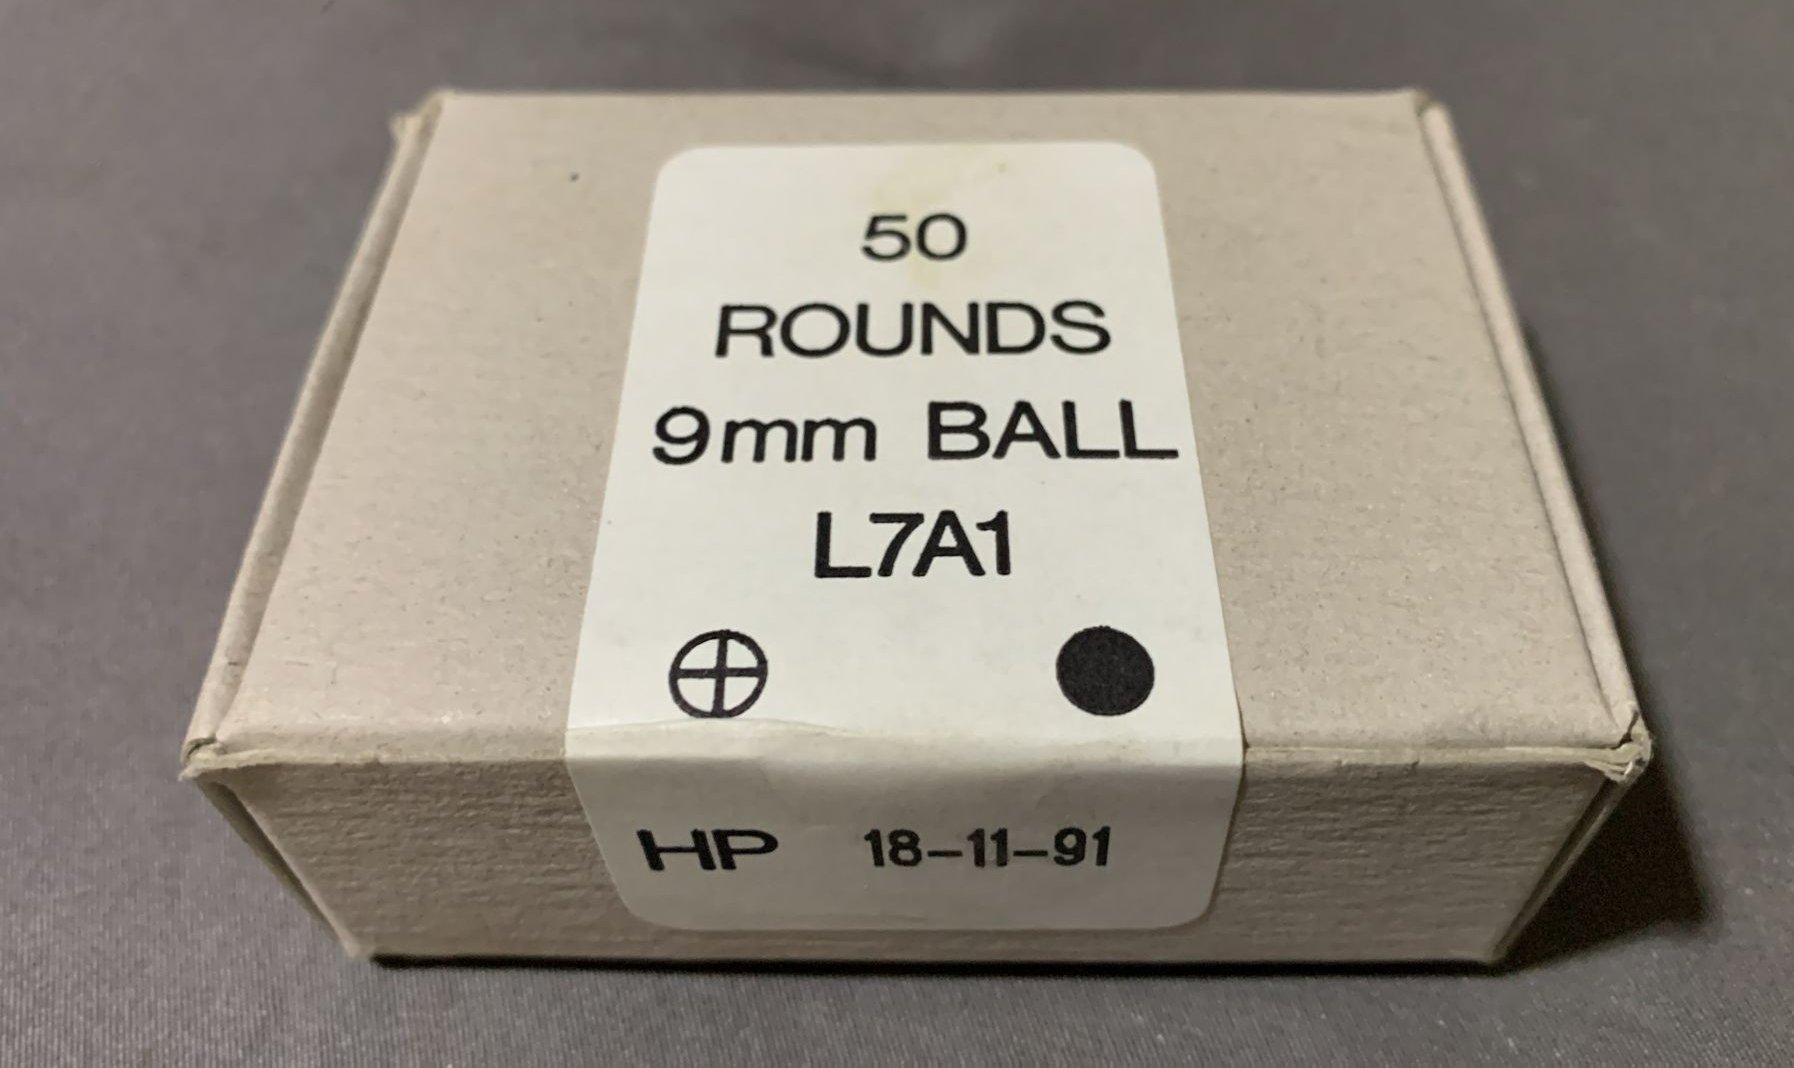 50
ROUNDS
9mm BALL
L7A1
HP 18-11-91